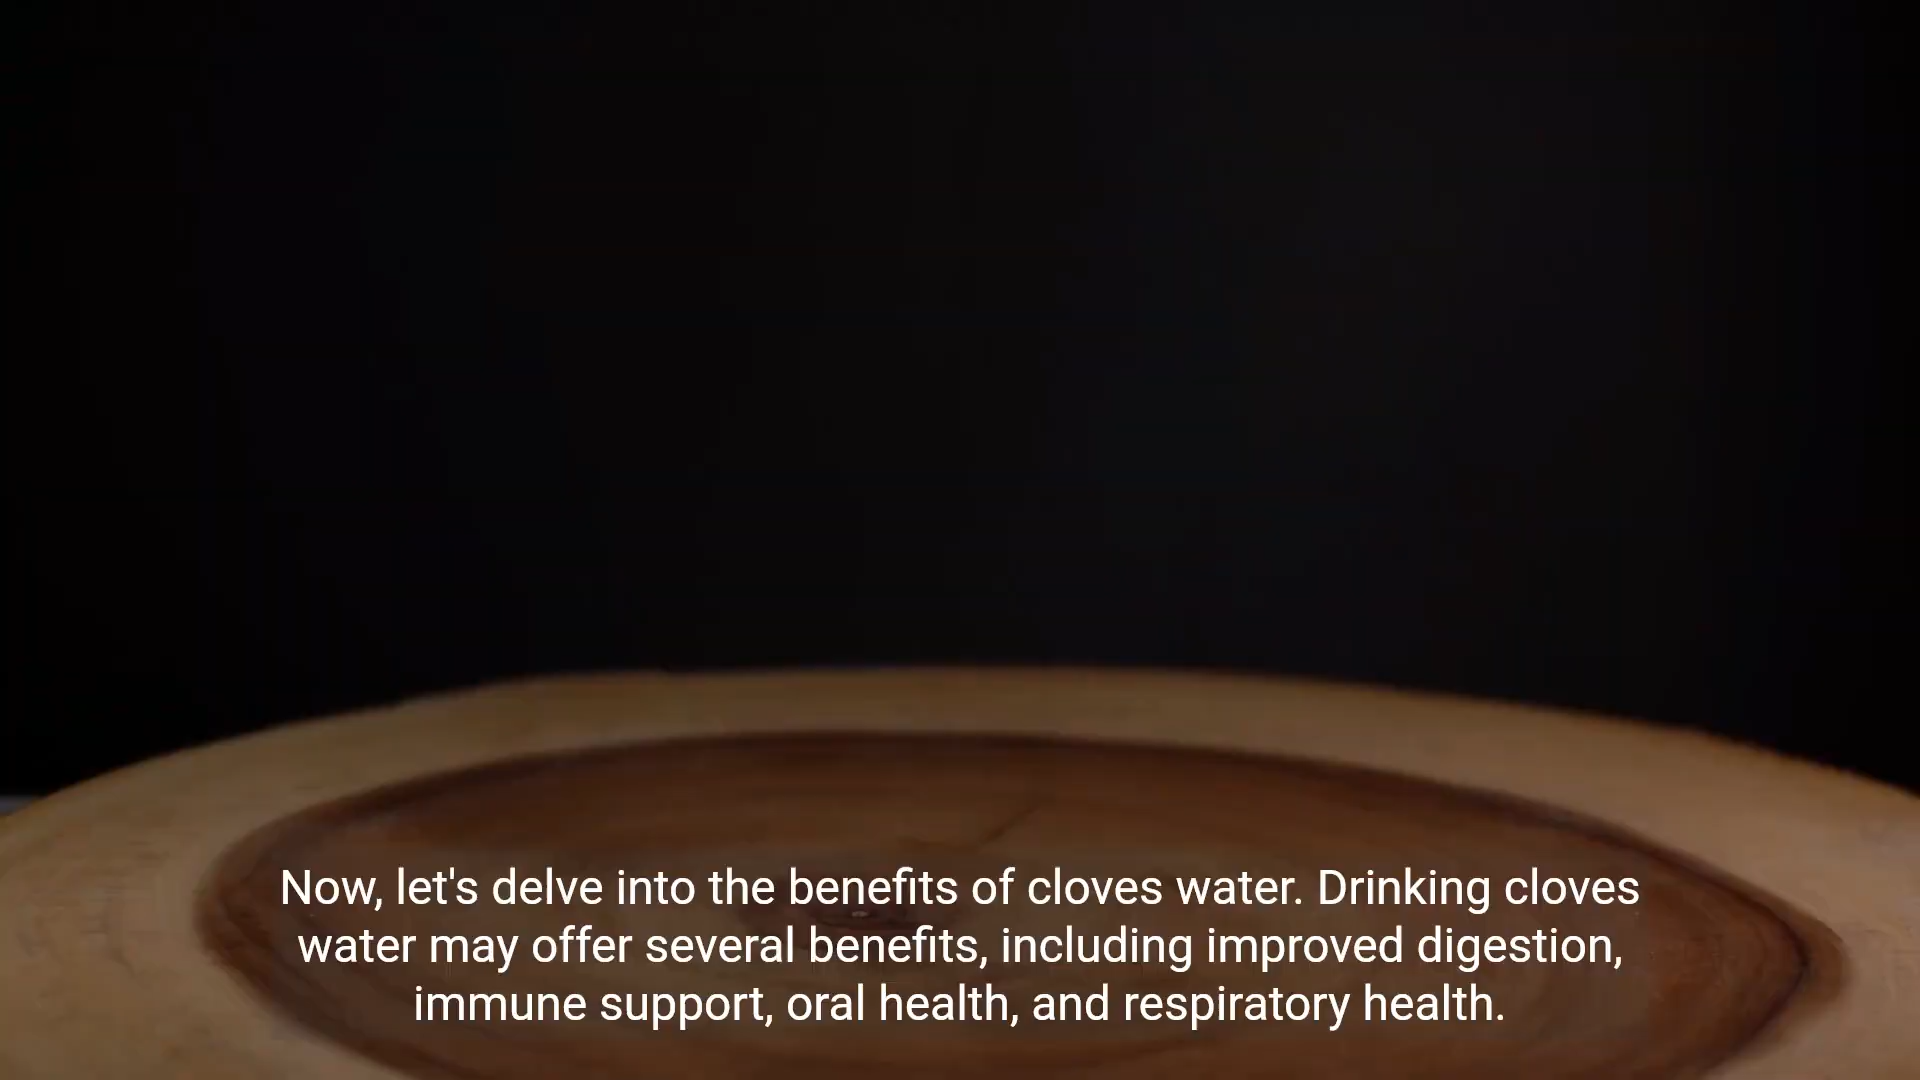 Now, let's delve into the benefits of cloves water. Drinking cloves
water may offer several benefits, including improved digestion,
immune support, oral health, and respiratory health.